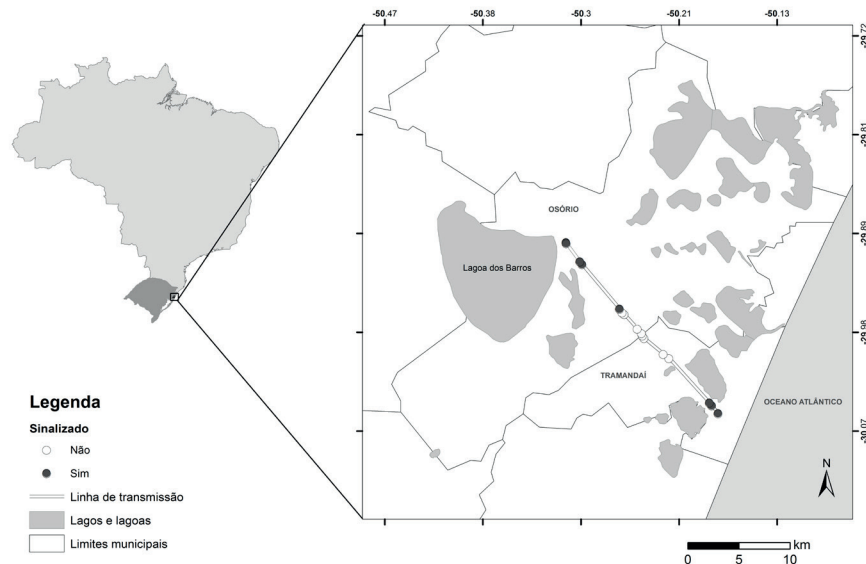 -50.47
-50.38
-50.3
-50.21
-50.13
-29.72
-29.81
OSÓRIO
-29.89
Lagoa dos Barros
-29.98
TRAMANDAÍ
OCEANO ATLÂNTICO
-30.07
Legenda
Sinalizado
Não
Sim
Linha de transmissão
Lagos e lagoas
Limites municipais
N
km
0 5 10